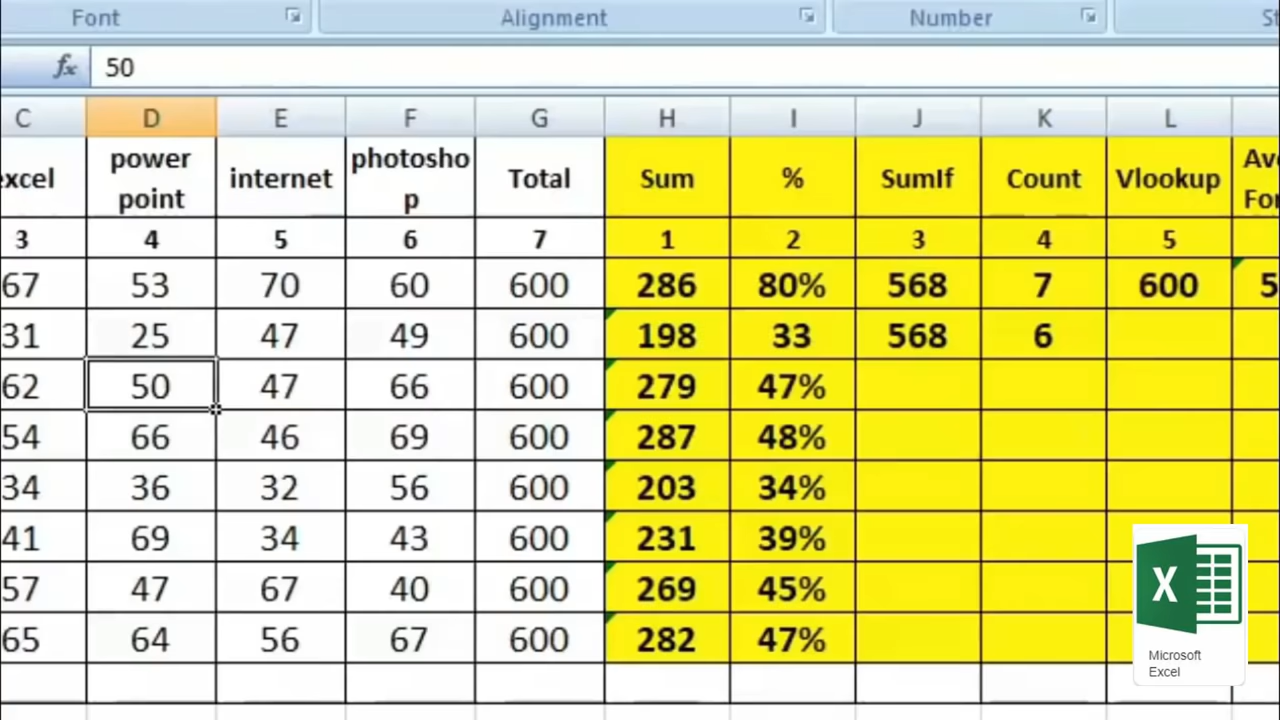 Font Alignment Number
fx 50
C D E F G H I J K L
excel power point internet photoshop Total Sum % SumIf Count Vlookup
3 4 5 6 7 1 2 3 4 5
67 53 70 60 600 286 80% 568 7 600
31 25 47 49 600 198 33 568 6
62 50 47 66 600 279 47%
54 66 46 69 600 287 48%
34 36 32 56 600 203 34%
41 69 34 43 600 231 39%
57 47 67 40 600 269 45%
65 64 56 67 600 282 47%
X
Microsoft
Excel